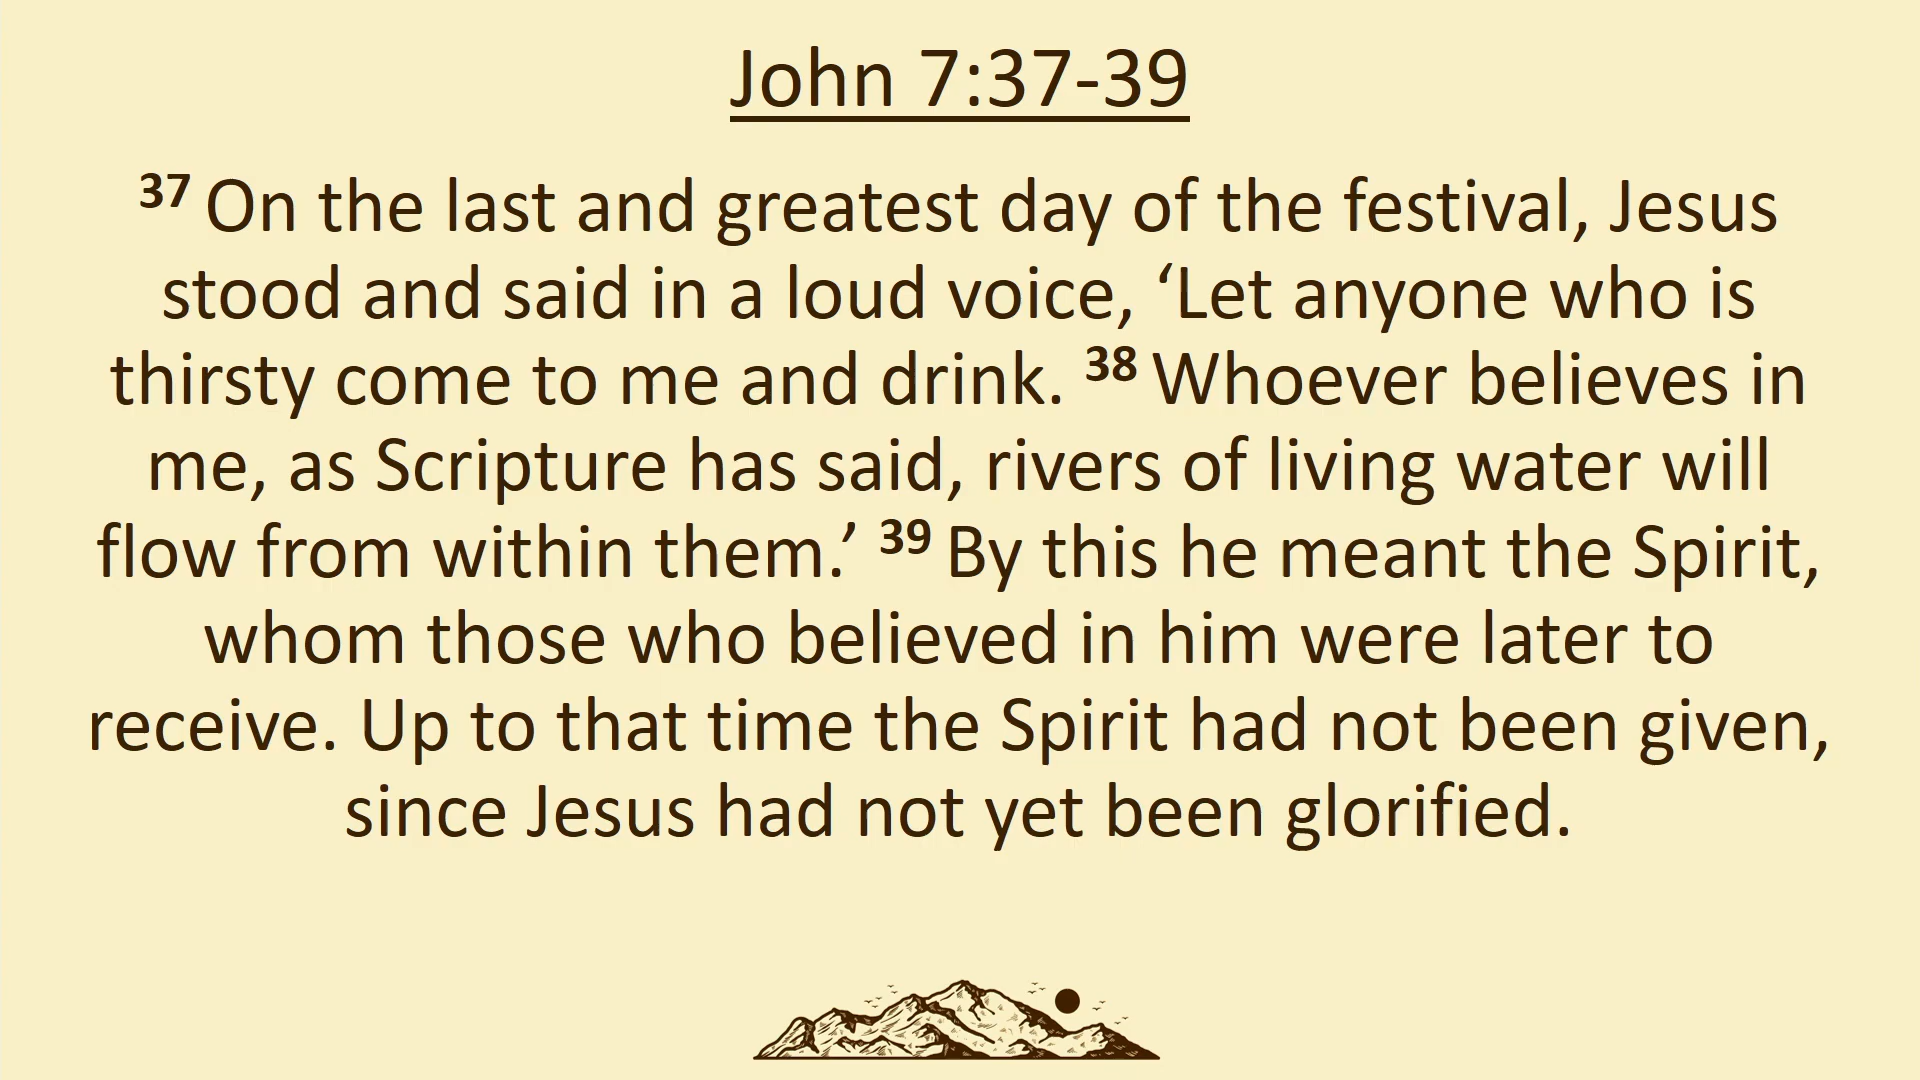 John 7:37-39
37 On the last and greatest day of the festival, Jesus
stood and said in a loud voice, ‘Let anyone who is
thirsty come to me and drink. 38 Whoever believes in
me, as Scripture has said, rivers of living water will
flow from within them.’ 39 By this he meant the Spirit,
whom those who believed in him were later to
receive. Up to that time the Spirit had not been given,
since Jesus had not yet been glorified.